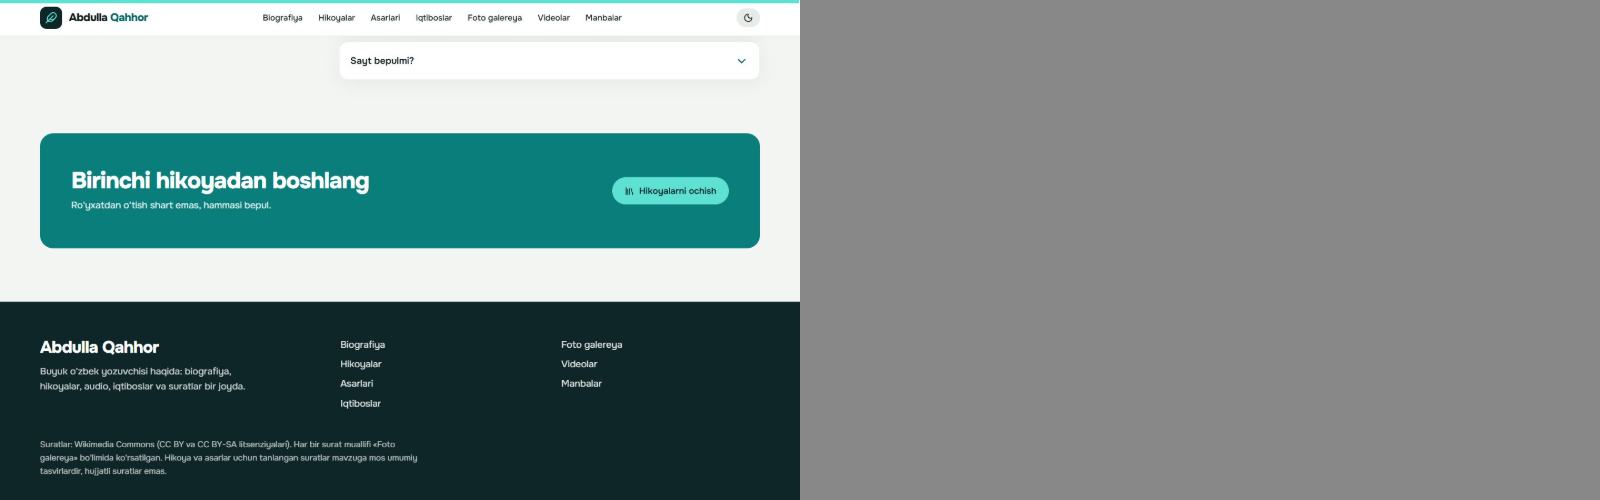 Abdulla Qahhor
Biografiya Hikoyalar Asarlari Iqtiboslar Foto galereya Videolar Manbalar
Sayt bepulmi?
Birinchi hikoyadan boshlang
Ro‘yxatdan o‘tish shart emas, hammasi bepul.
Hikoyalarni ochish
Abdulla Qahhor
Buyuk o‘zbek yozuvchisi haqida: biografiya,
hikoyalar, audio, iqtiboslar va suratlar bir joyda.
Biografiya
Hikoyalar
Asarlari
Iqtiboslar
Foto galereya
Videolar
Manbalar
Suratlar: Wikimedia Commons (CC BY va CC BY-SA litsenziyalari). Har bir surat muallifi «Foto
galereya» bo‘limida ko‘rsatilgan. Hikoya va asarlar uchun tanlangan suratlar mavzuga mos umumiy
tasvirlardir, hujjatli suratlar emas.